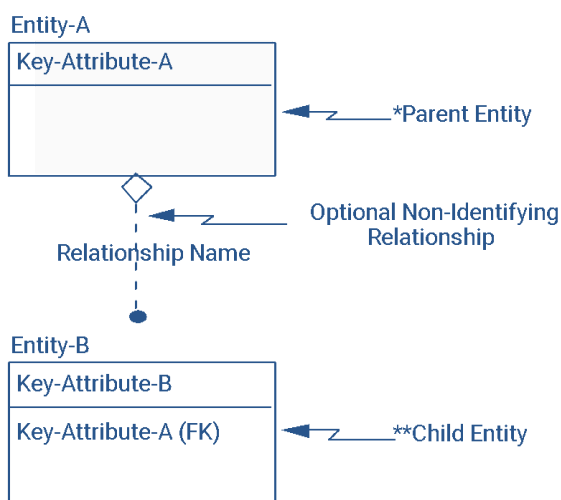 Entity-A
Key-Attribute-A
*Parent Entity
Optional Non-Identifying
Relationship
Relationship Name
Entity-B
Key-Attribute-B
Key-Attribute-A (FK)
**Child Entity